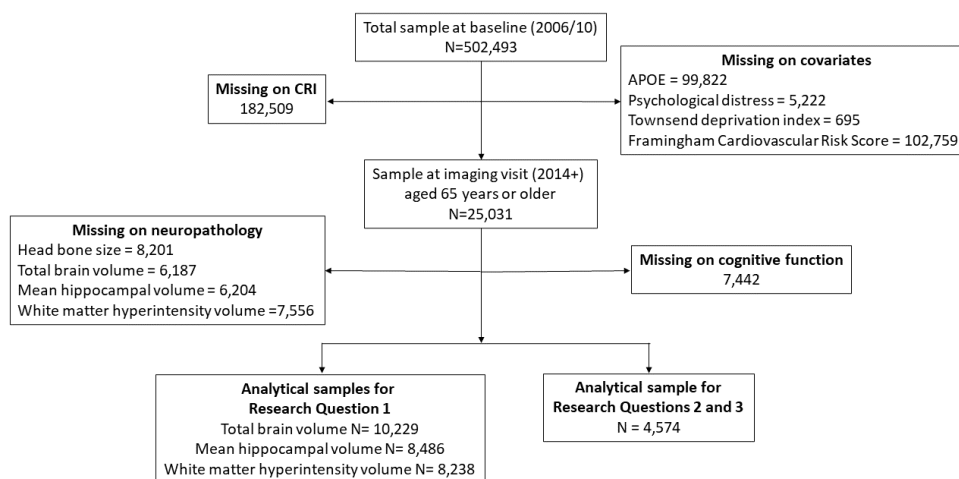 Total sample at baseline (2006/10)
N=502,493
Missing on CRI
182,509
Missing on covariates
APOE = 99,822
Psychological distress = 5,222
Townsend deprivation index = 695
Framingham Cardiovascular Risk Score = 102,759
Sample at imaging visit (2014+)
aged 65 years or older
N=25,031
Missing on neuropathology
Head bone size = 8,201
Total brain volume = 6,187
Mean hippocampal volume = 6,204
White matter hyperintensity volume =7,556
Missing on cognitive function
7,442
Analytical samples for
Research Question 1
Total brain volume N= 10,229
Mean hippocampal volume N= 8,486
White matter hyperintensity volume N= 8,238
Analytical sample for
Research Questions 2 and 3
N = 4,574